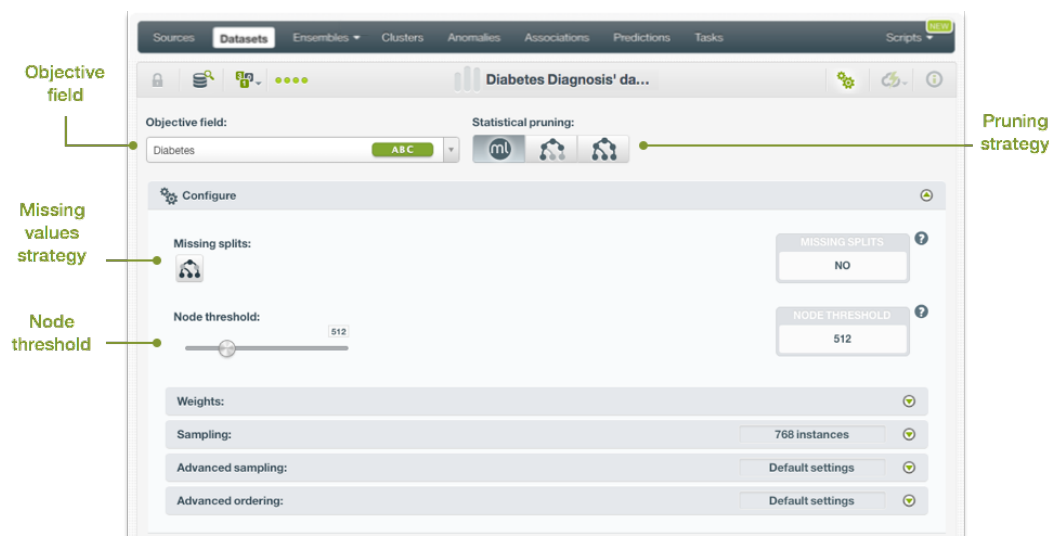 Sources Datasets Ensembles Clusters Anomalies Associations Predictions Tasks Scripts NEW
Objective
field
Diabetes Diagnosis' da...
Objective field:
Statistical pruning:
Diabetes
ABC
ml
Pruning
strategy
Configure
Missing
values
strategy
Missing splits:
MISSING SPLITS
NO
?
Node
threshold
Node threshold:
512
NODE THRESHOLD
512
?
Weights:
Sampling:
768 instances
Advanced sampling:
Default settings
Advanced ordering:
Default settings